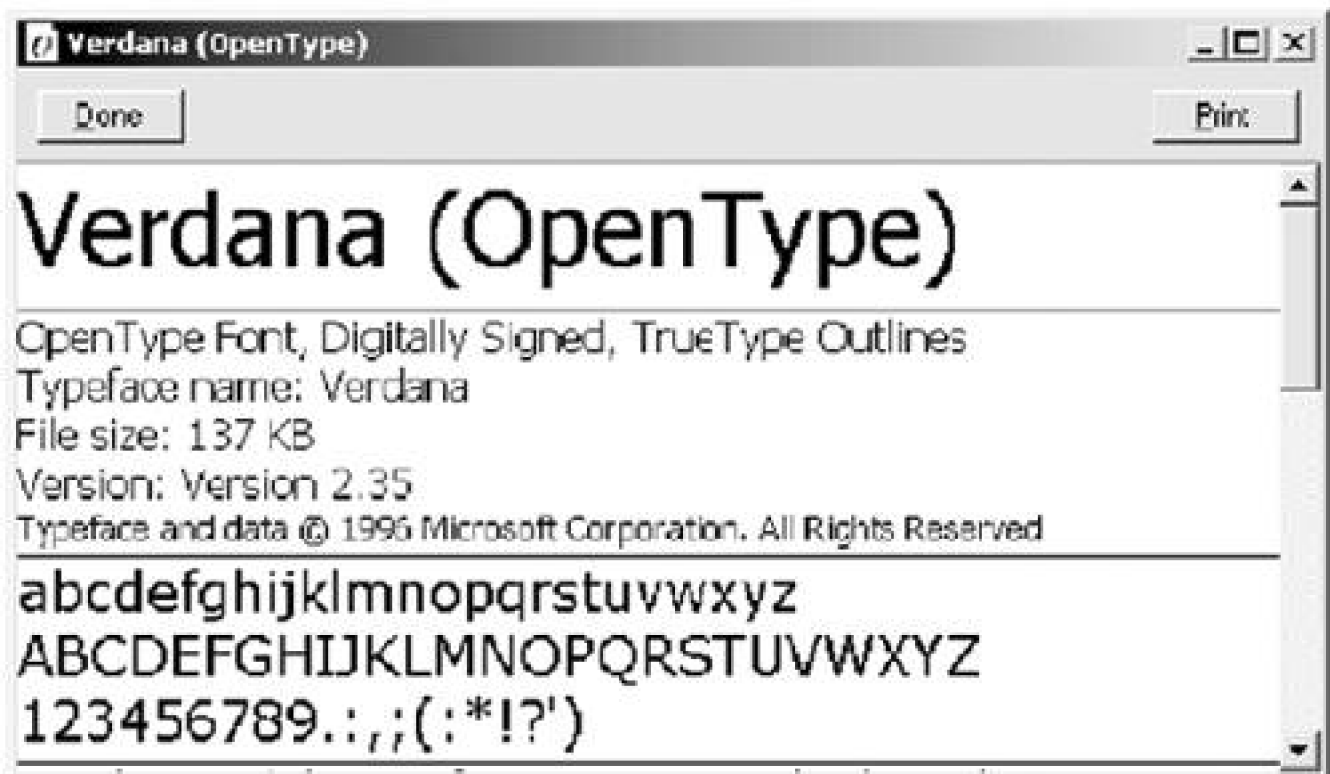 Verdana (OpenType)
Done
Print
Verdana (OpenType)
OpenType Font, Digitally Signed, TrueType Outlines
Typeface name: Verdana
File size: 137 KB
Version: Version 2.35
Typeface and data © 1996 Microsoft Corporation. All Rights Reserved
abcdefghijklmnopqrstuvwxyz
ABCDEFGHIJKLMNOPQRSTUVWXYZ
123456789.:,;(:*!?')